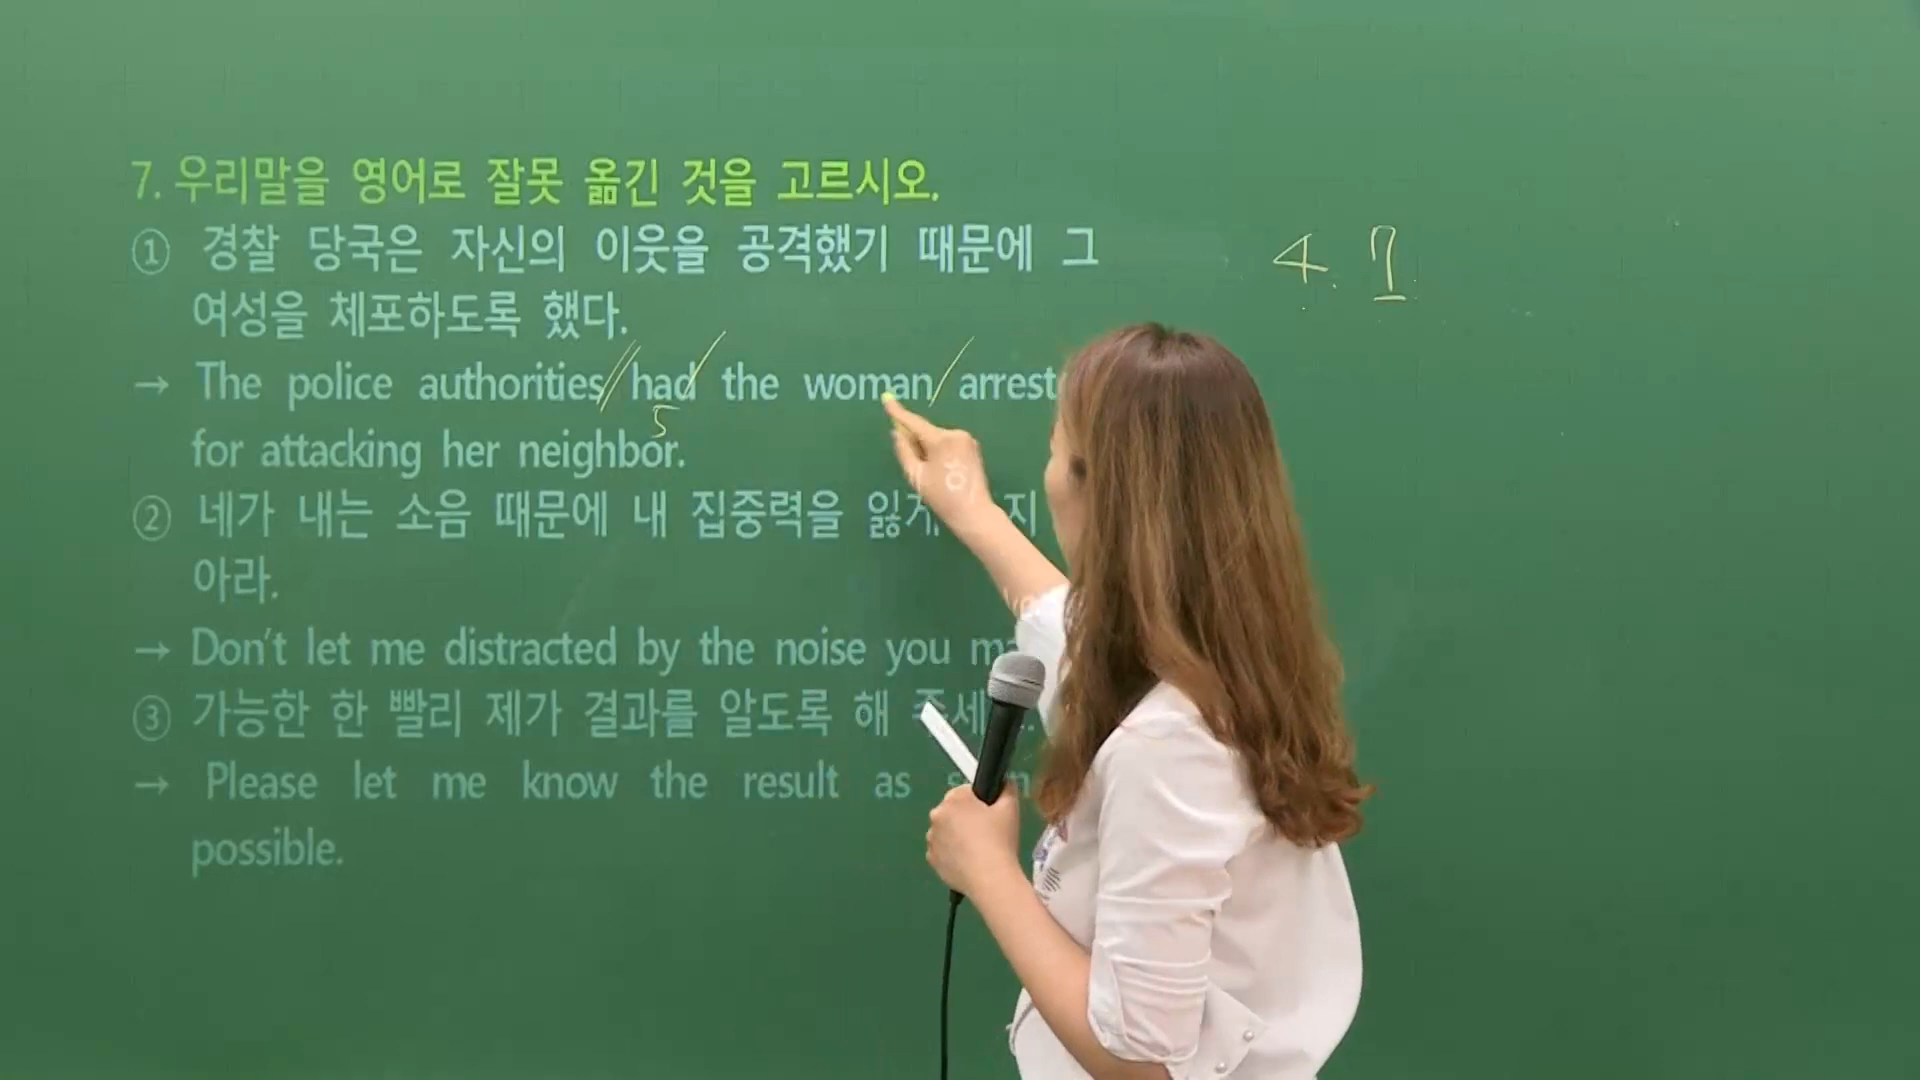 7. 우리말을 영어로 잘못 옮긴 것을 고르시오.
① 경찰 당국은 자신의 이웃을 공격했기 때문에 그
여성을 체포하도록 했다.
→ The police authorities had the woman
5
for attacking her neighbor.
② 네가 내는 소음 때문에 내 집중력을 잃게 지
아라.
→ Don't let me distracted by the noise you
③ 가능한 한 빨리 제가 결과를 알도록 해
→ Please let me know the result as
possible.
4. 7